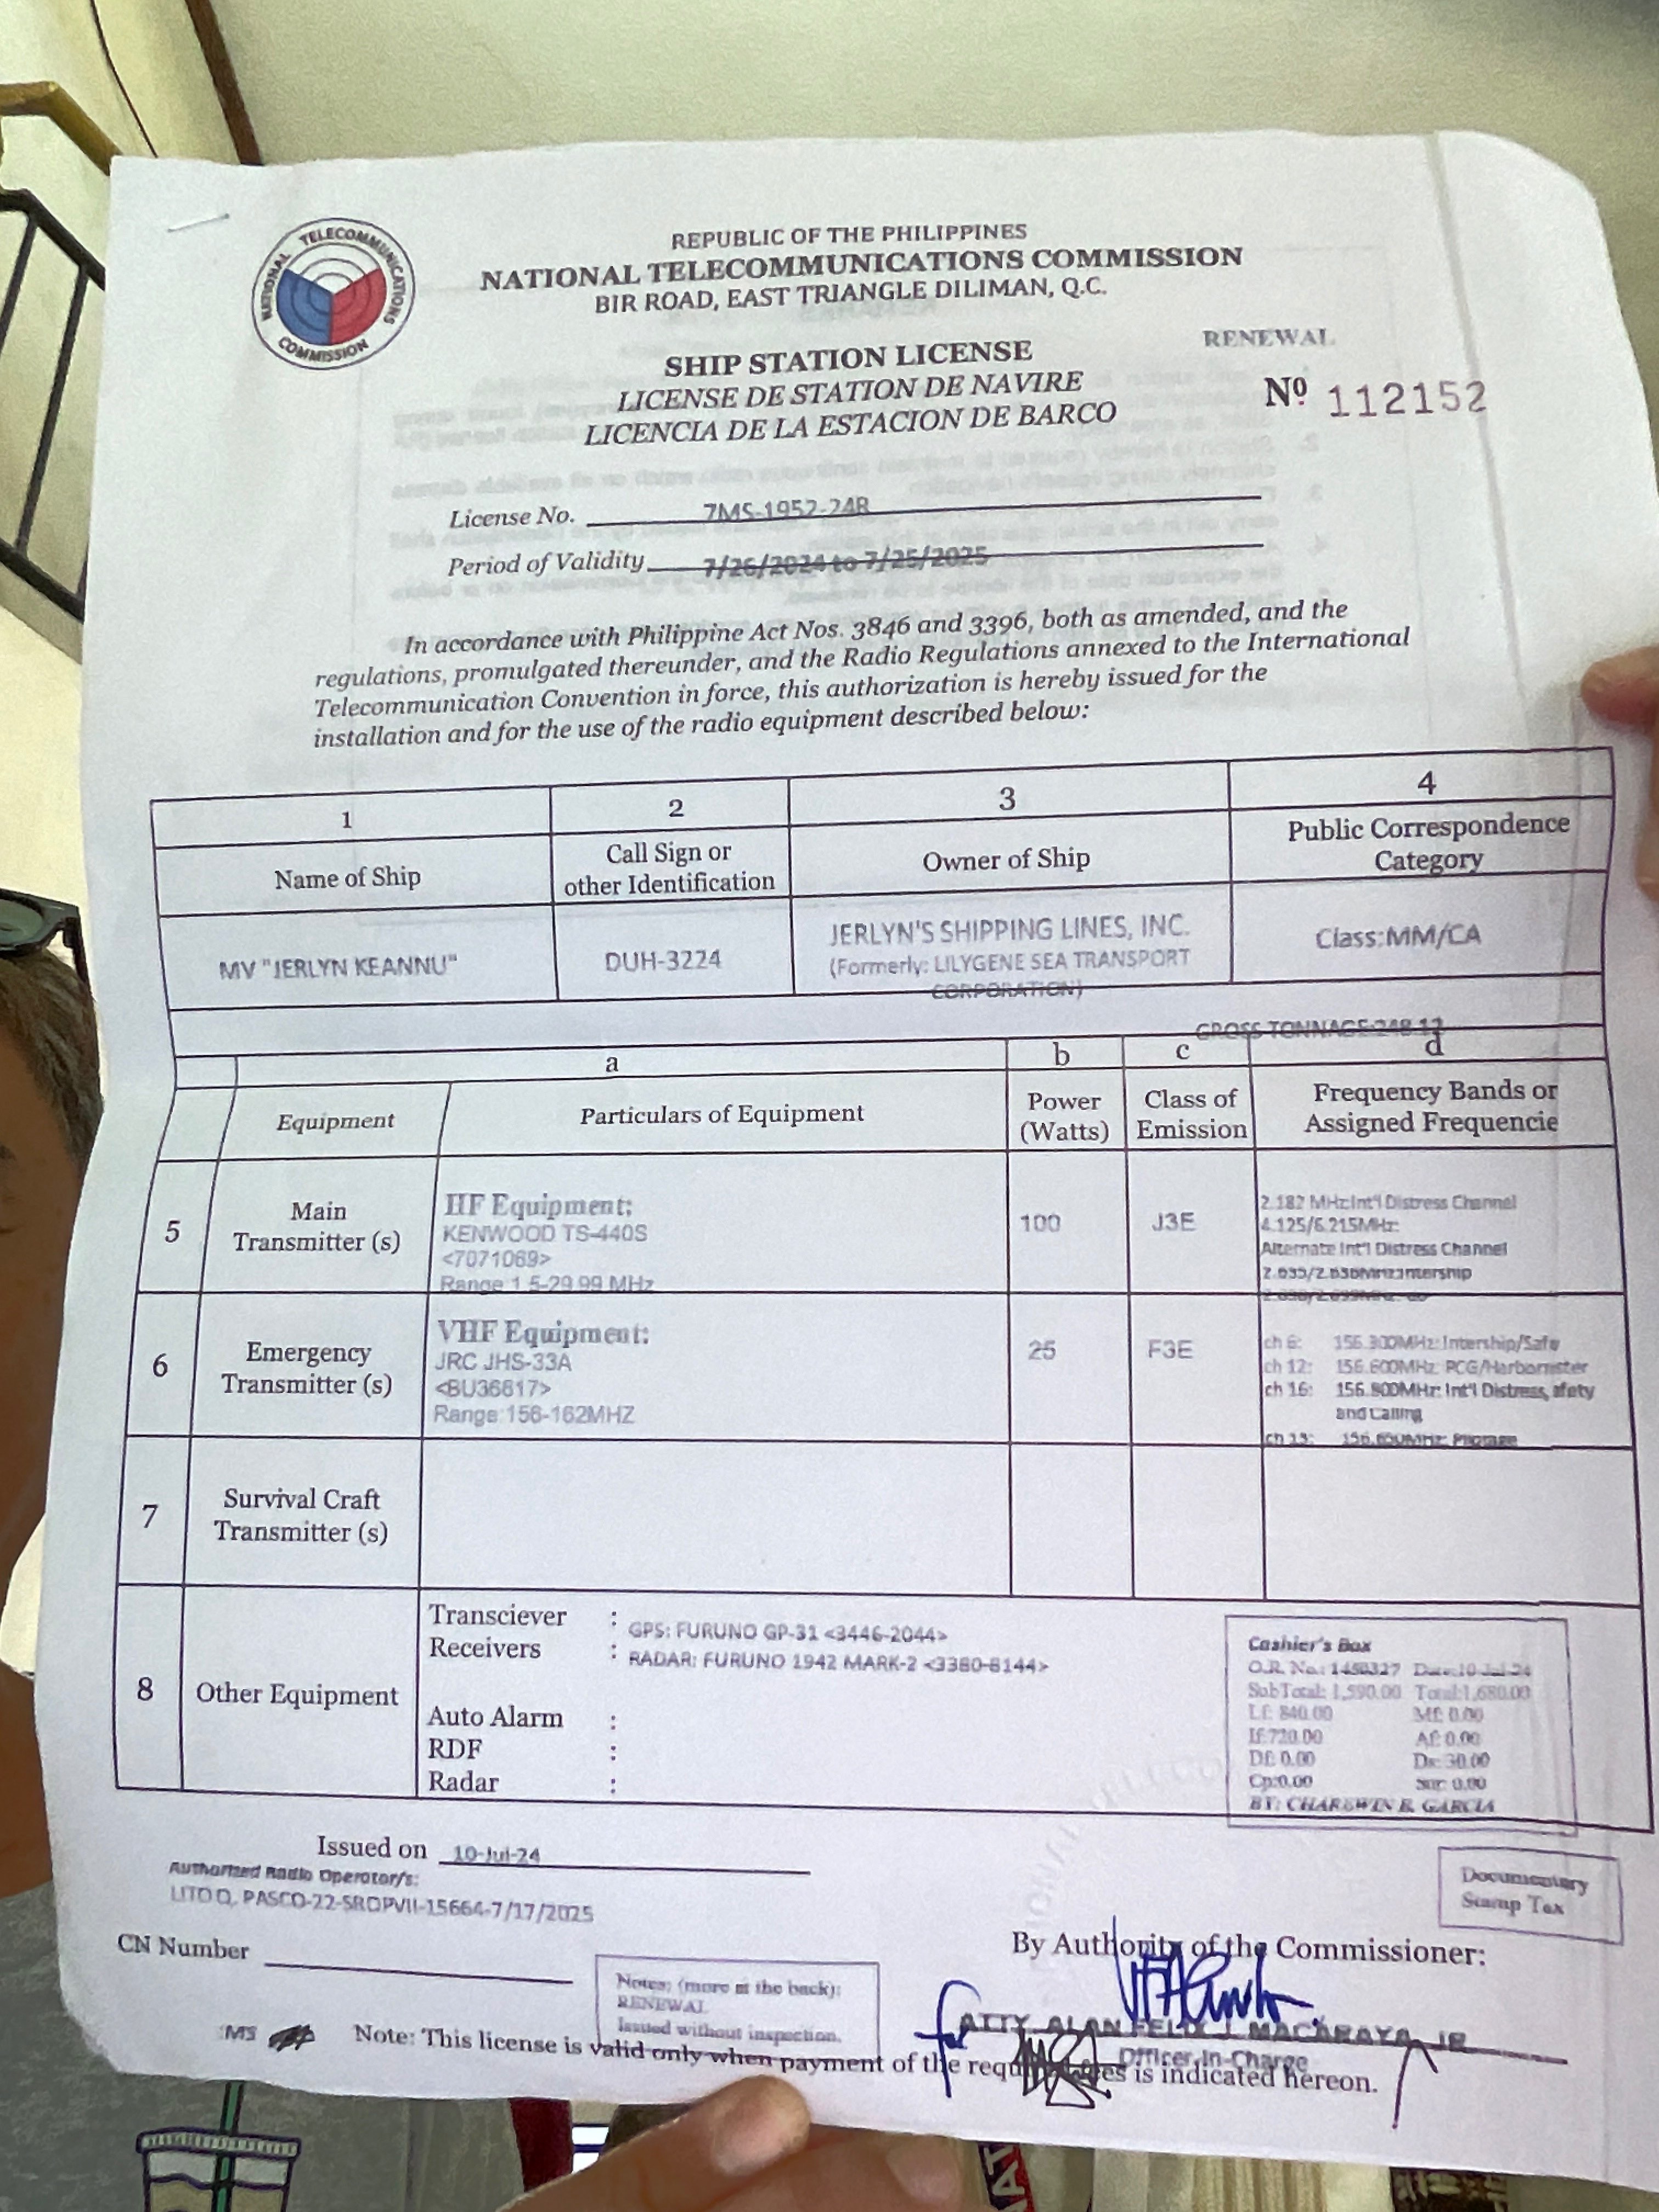 NATIONAL TELECOMMUNICATIONS COMMISSION
REPUBLIC OF THE PHILIPPINES
NATIONAL TELECOMMUNICATIONS COMMISSION
BIR ROAD, EAST TRIANGLE DILIMAN, Q.C.
RENEWAL
SHIP STATION LICENSE
LICENSE DE STATION DE NAVIRE
LICENCIA DE LA ESTACION DE BARCO
Nº 112152
License No. 7MS-1952-24R
Period of Validity 7/26/2024 to 7/25/2025
In accordance with Philippine Act Nos. 3846 and 3396, both as amended, and the
regulations, promulgated thereunder, and the Radio Regulations annexed to the International
Telecommunication Convention in force, this authorization is hereby issued for the
installation and for the use of the radio equipment described below:
1 2 3 4
Name of Ship
Call Sign or
other Identification
Owner of Ship
Public Correspondence
Category
MV "JERLYN KEANNU"
DUH-3224
JERLYN'S SHIPPING LINES, INC.
(Formerly: LILYGENE SEA TRANSPORT
CORPORATION)
Class:MM/CA
GROSS TONNAGE:248.12
a b c d
Equipment
Particulars of Equipment
Power
(Watts)
Class of
Emission
Frequency Bands or
Assigned Frequencie
5
Main
Transmitter (s)
HF Equipment:
KENWOOD TS-440S
<7071069>
Range:1.5-29.99 MHz
100
J3E
2.182 MHz:Int'l Distress Channel
4.125/6.215MHz:
Alternate Int'l Distress Channel
6
Emergency
Transmitter (s)
VHF Equipment:
JRC JHS-33A
<BU36817>
Range:156-162MHZ
25
F3E
ch 6: 156.300MHz: Intership/Safe
ch 12: 156.600MHz: PCG/Harbormster
ch 16: 156.800MHz: Int'l Distress, afety
and Calling
7
Survival Craft
Transmitter (s)
8
Other Equipment
Transciever :
Receivers :
GPS: FURUNO GP-31 <3446-2044>
RADAR: FURUNO 1942 MARK-2 <3380-8144>
Auto Alarm :
RDF :
Radar :
Cashier's Box
O.R. No.: 1450327 Date:10-Jul-24
SubTotal: 1,590.00 Total:1,680.00
Lf: 840.00 Mf: 0.00
If:720.00 Af: 0.00
Df: 0.00 Ds: 30.00
Cp:0.00 Sur: 0.00
BY: GARCIA
Issued on 10-Jul-24
Authorized Radio Operator/s:
LITO Q. PASCO-22-SROPVII-15664-7/17/2025
CN Number
Documentary
Stamp Tax
By Authority of the Commissioner:
Notes: (more at the back):
RENEWAL
Issued without inspection.
ATTY. ALAN FELIX J. MACARAYA, JR
Officer-In-Charge
for
:MS
Note: This license is valid only when payment of the required fees is indicated hereon.